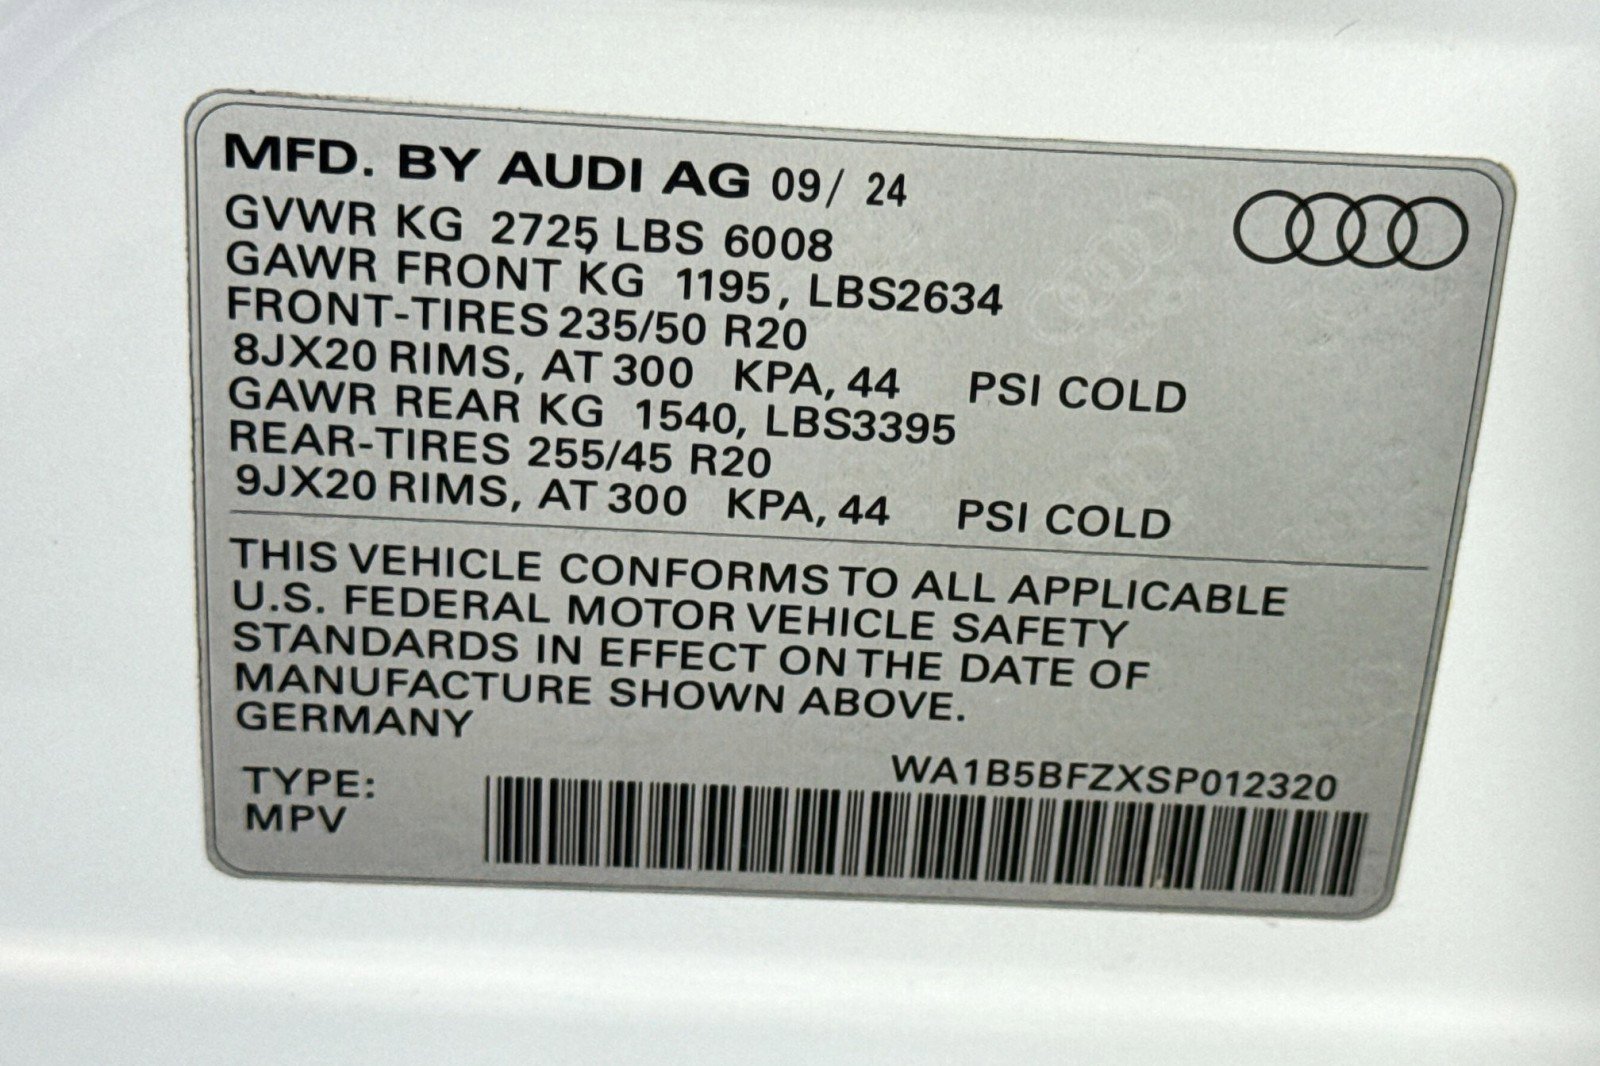 MFD. BY AUDI AG 09/ 24
GVWR KG 2725, LBS 6008
GAWR FRONT KG 1195, LBS2634
FRONT-TIRES 235/50 R20
8JX20 RIMS, AT 300 KPA, 44 PSI COLD
GAWR REAR KG 1540, LBS3395
REAR-TIRES 255/45 R20
9JX20 RIMS, AT 300 KPA, 44 PSI COLD
THIS VEHICLE CONFORMS TO ALL APPLICABLE
U.S. FEDERAL MOTOR VEHICLE SAFETY
STANDARDS IN EFFECT ON THE DATE OF
MANUFACTURE SHOWN ABOVE.
GERMANY
WA1B5BFZXSP012320
TYPE:
MPV